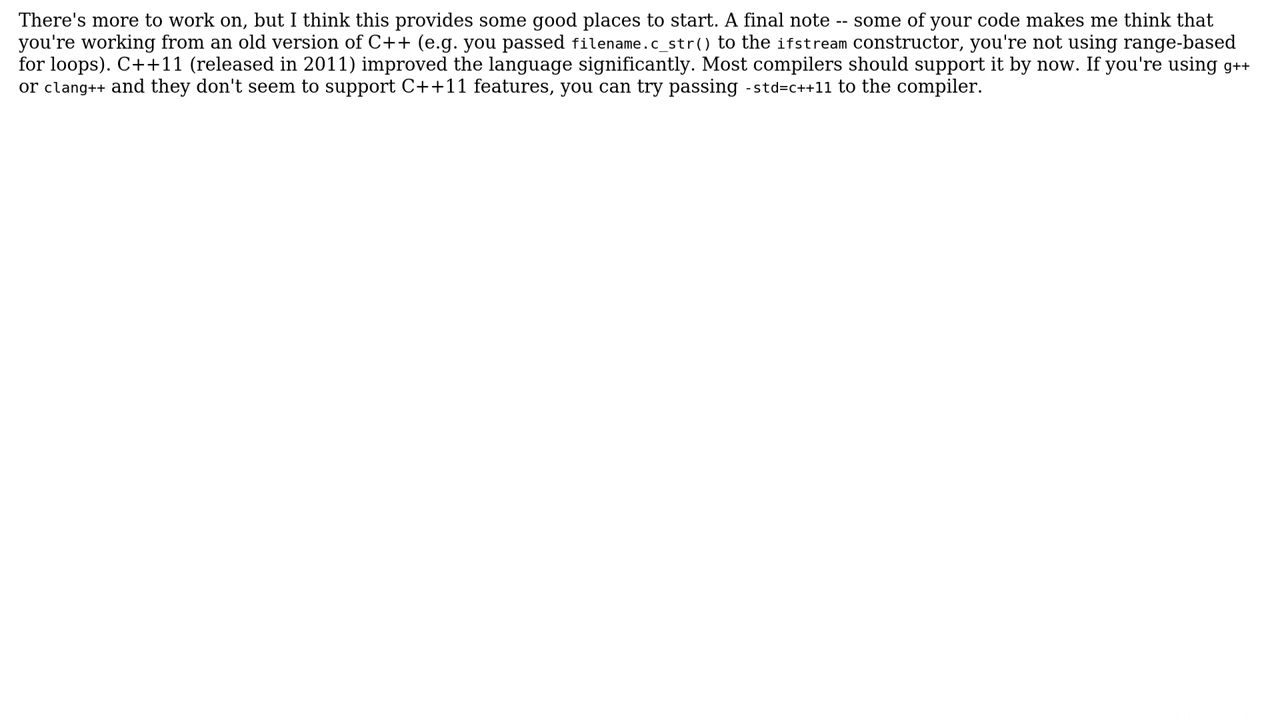 There's more to work on, but I think this provides some good places to start. A final note -- some of your code makes me think that
you're working from an old version of C++ (e.g. you passed filename.c_str() to the ifstream constructor, you're not using range-based
for loops). C++11 (released in 2011) improved the language significantly. Most compilers should support it by now. If you're using g++
or clang++ and they don't seem to support C++11 features, you can try passing -std=c++11 to the compiler.